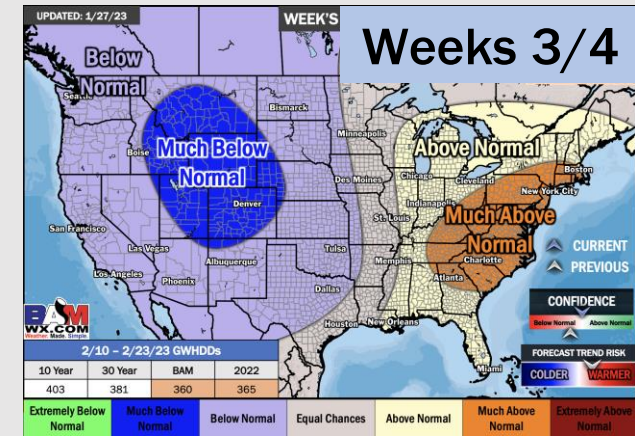 UPDATED: 1/27/23
WEEK'S
Weeks 3/4
Below
Normal
Seattle
Bismarck
Minneapolis
Much Below
Normal
Above Normal
Boise
Boston
Des Moines
Chicago
Cleveland
New York City
Denver
Indianapolis
Much Above
Normal
St. Louis
San Francisco
Las Vegas
CURRENT
Albuquerque
Tulsa
Memphis
Charlotte
PREVIOUS
Los Angeles
Phoenix
Dallas
Atlanta
CONFIDENCE
Below Normal Above Normal
BAM
WX.COM
Weather. Made. Simple.
Houston
New Orleans
Miami
FORECAST TREND RISK
COLDER WARMER
2/10 – 2/23/23 GWHDDs
10 Year 30 Year BAM 2022
403 381 360 365
Extremely Below Normal
Much Below Normal
Below Normal
Equal Chances
Above Normal
Much Above Normal
Extremely Above Normal